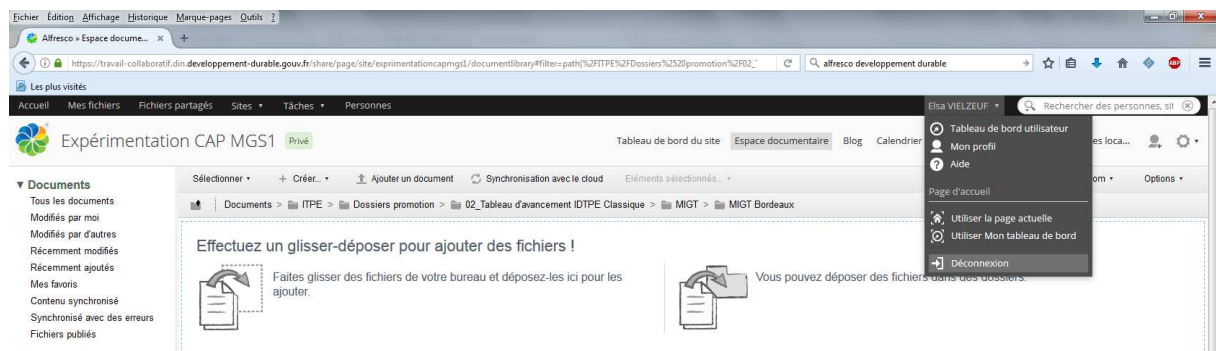 Fichier Édition Affichage Historique Marque-pages Outils ?
Alfresco » Espace docume... × +
https://travail-collaboratif.din.developpement-durable.gouv.fr/share/page/site/exprimentationcapmgs1/documentlibrary#filter=path|%2FITPE%2FDossiers%2520promotion%2F02_ alfresco developpement durable
Les plus visités
Accueil Mes fichiers Fichiers partagés Sites Tâches Personnes Elsa VIELZEUF Rechercher des personnes, sit
Expérimentation CAP MGS1 Privé Tableau de bord du site Espace documentaire Blog Calendrier es loca...
Tableau de bord utilisateur
Mon profil
Aide
Page d'accueil
Utiliser la page actuelle
Utiliser Mon tableau de bord
Déconnexion
Sélectionner + Créer... Ajouter un document Synchronisation avec le cloud Eléments sélectionnés... om Options
Documents > ITPE > Dossiers promotion > 02_Tableau d'avancement IDTPE Classique > MIGT > MIGT Bordeaux
Documents
Tous les documents
Modifiés par moi
Modifiés par d'autres
Récemment modifiés
Récemment ajoutés
Mes favoris
Contenu synchronisé
Synchronisé avec des erreurs
Fichiers publiés
Effectuez un glisser-déposer pour ajouter des fichiers !
Faites glisser des fichiers de votre bureau et déposez-les ici pour les
ajouter.
Vous pouvez déposer des fichiers dans des dossiers.